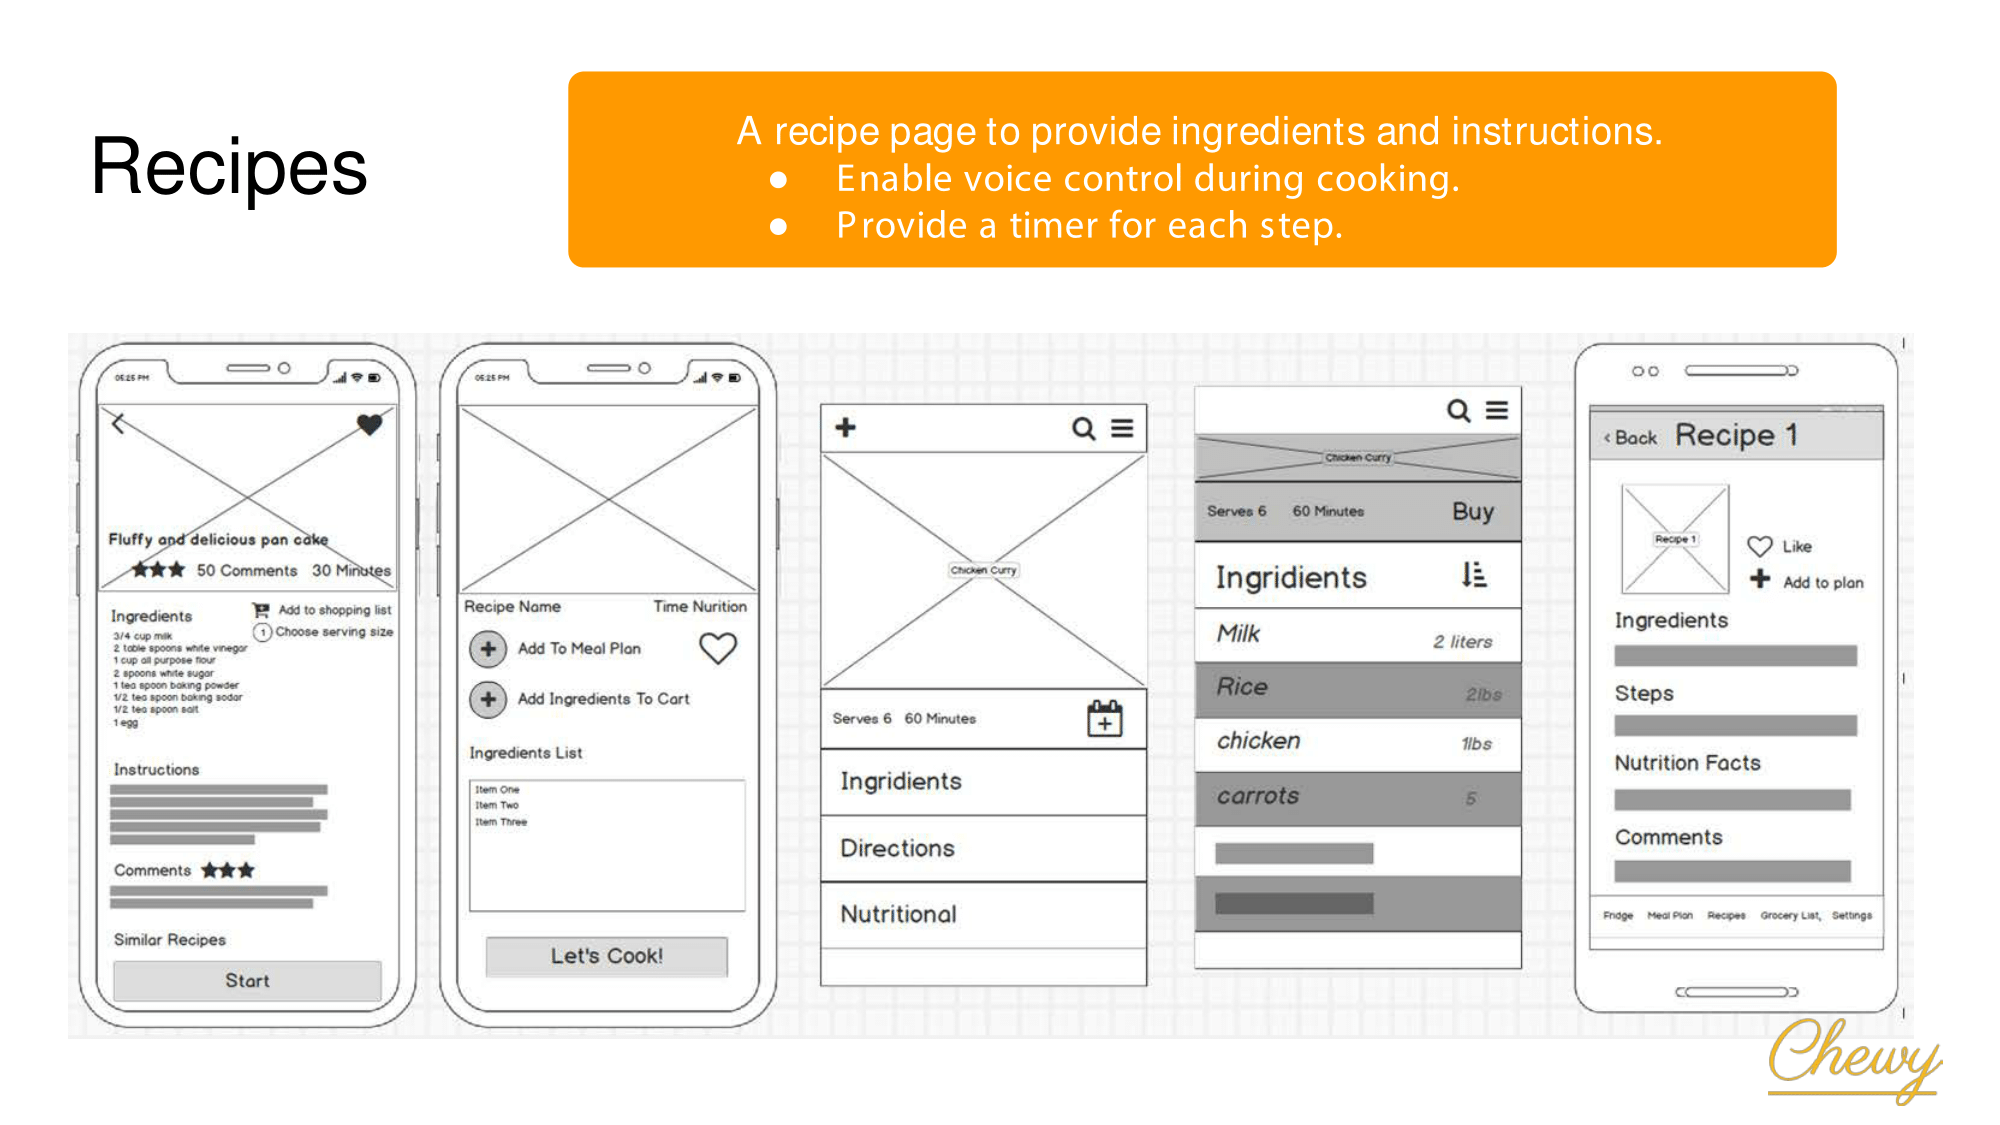 Recipes
A recipe page to provide ingredients and instructions.
● Enable voice control during cooking.
● Provide a timer for each step.
06:25 PM
Fluffy and delicious pan cake
50 Comments 30 Minutes
Ingredients
Add to shopping list
1 Choose serving size
3/4 cup milk
2 table spoons white vinegar
1 cup all purpose flour
2 spoons white sugar
1 tea spoon baking powder
1/2 tea spoon baking sodar
1/2 tea spoon salt
1 egg
Instructions
Comments
Similar Recipes
Start
06:25 PM
Recipe Name Time Nurition
Add To Meal Plan
Add Ingredients To Cart
Ingredients List
Item One
Item Two
Item Three
Let's Cook!
Chicken Curry
Serves 6 60 Minutes
Ingridients
Directions
Nutritional
Chicken Curry
Serves 6 60 Minutes Buy
Ingridients
Milk 2 liters
Rice 2lbs
chicken 1lbs
carrots 5
< Back Recipe 1
Recipe 1
Like
Add to plan
Ingredients
Steps
Nutrition Facts
Comments
Fridge Meal Plan Recipes Grocery List, Settings
Chewy